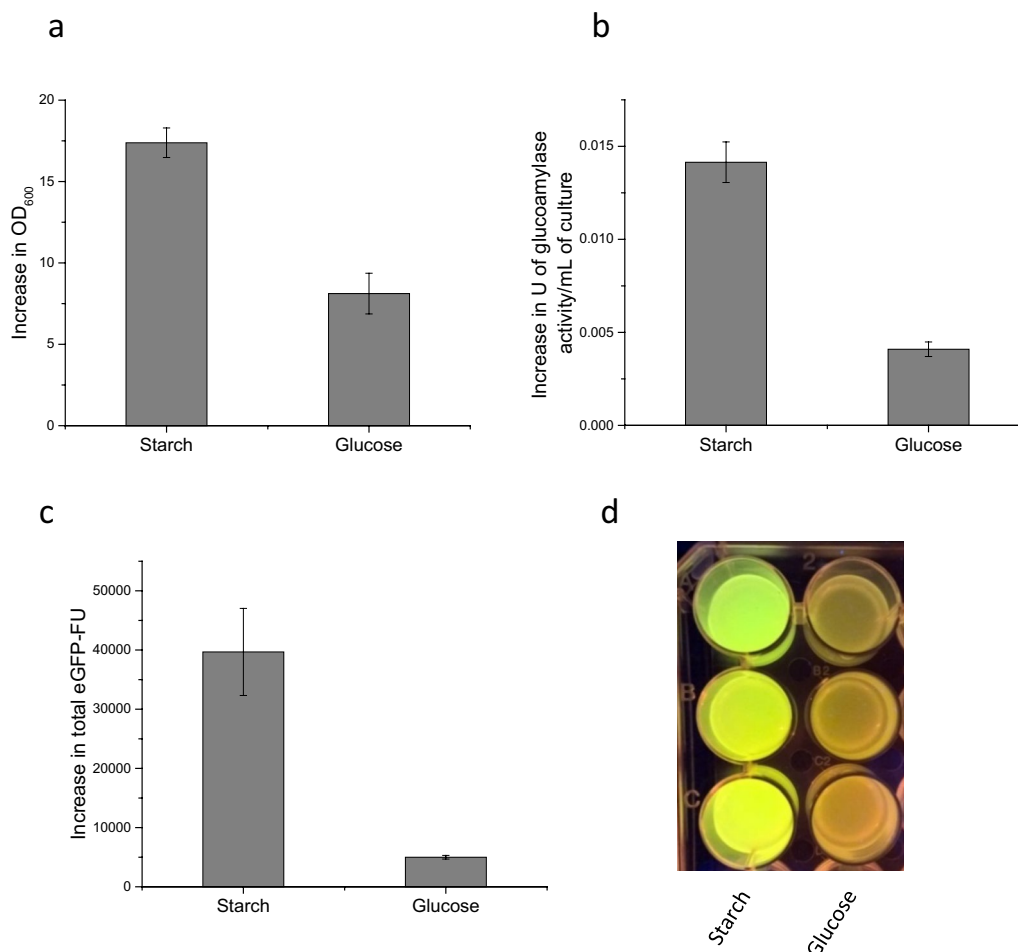 a
20
15
10
5
0
Increase in OD600
Starch
Glucose
b
0.015
0.010
0.005
0.000
Increase in U of glucoamylase
activity/mL of culture
Starch
Glucose
c
50000
40000
30000
20000
10000
0
Increase in total eGFP-FU
Starch
Glucose
d
A
2
B
B2
C
C2
Starch
Glucose